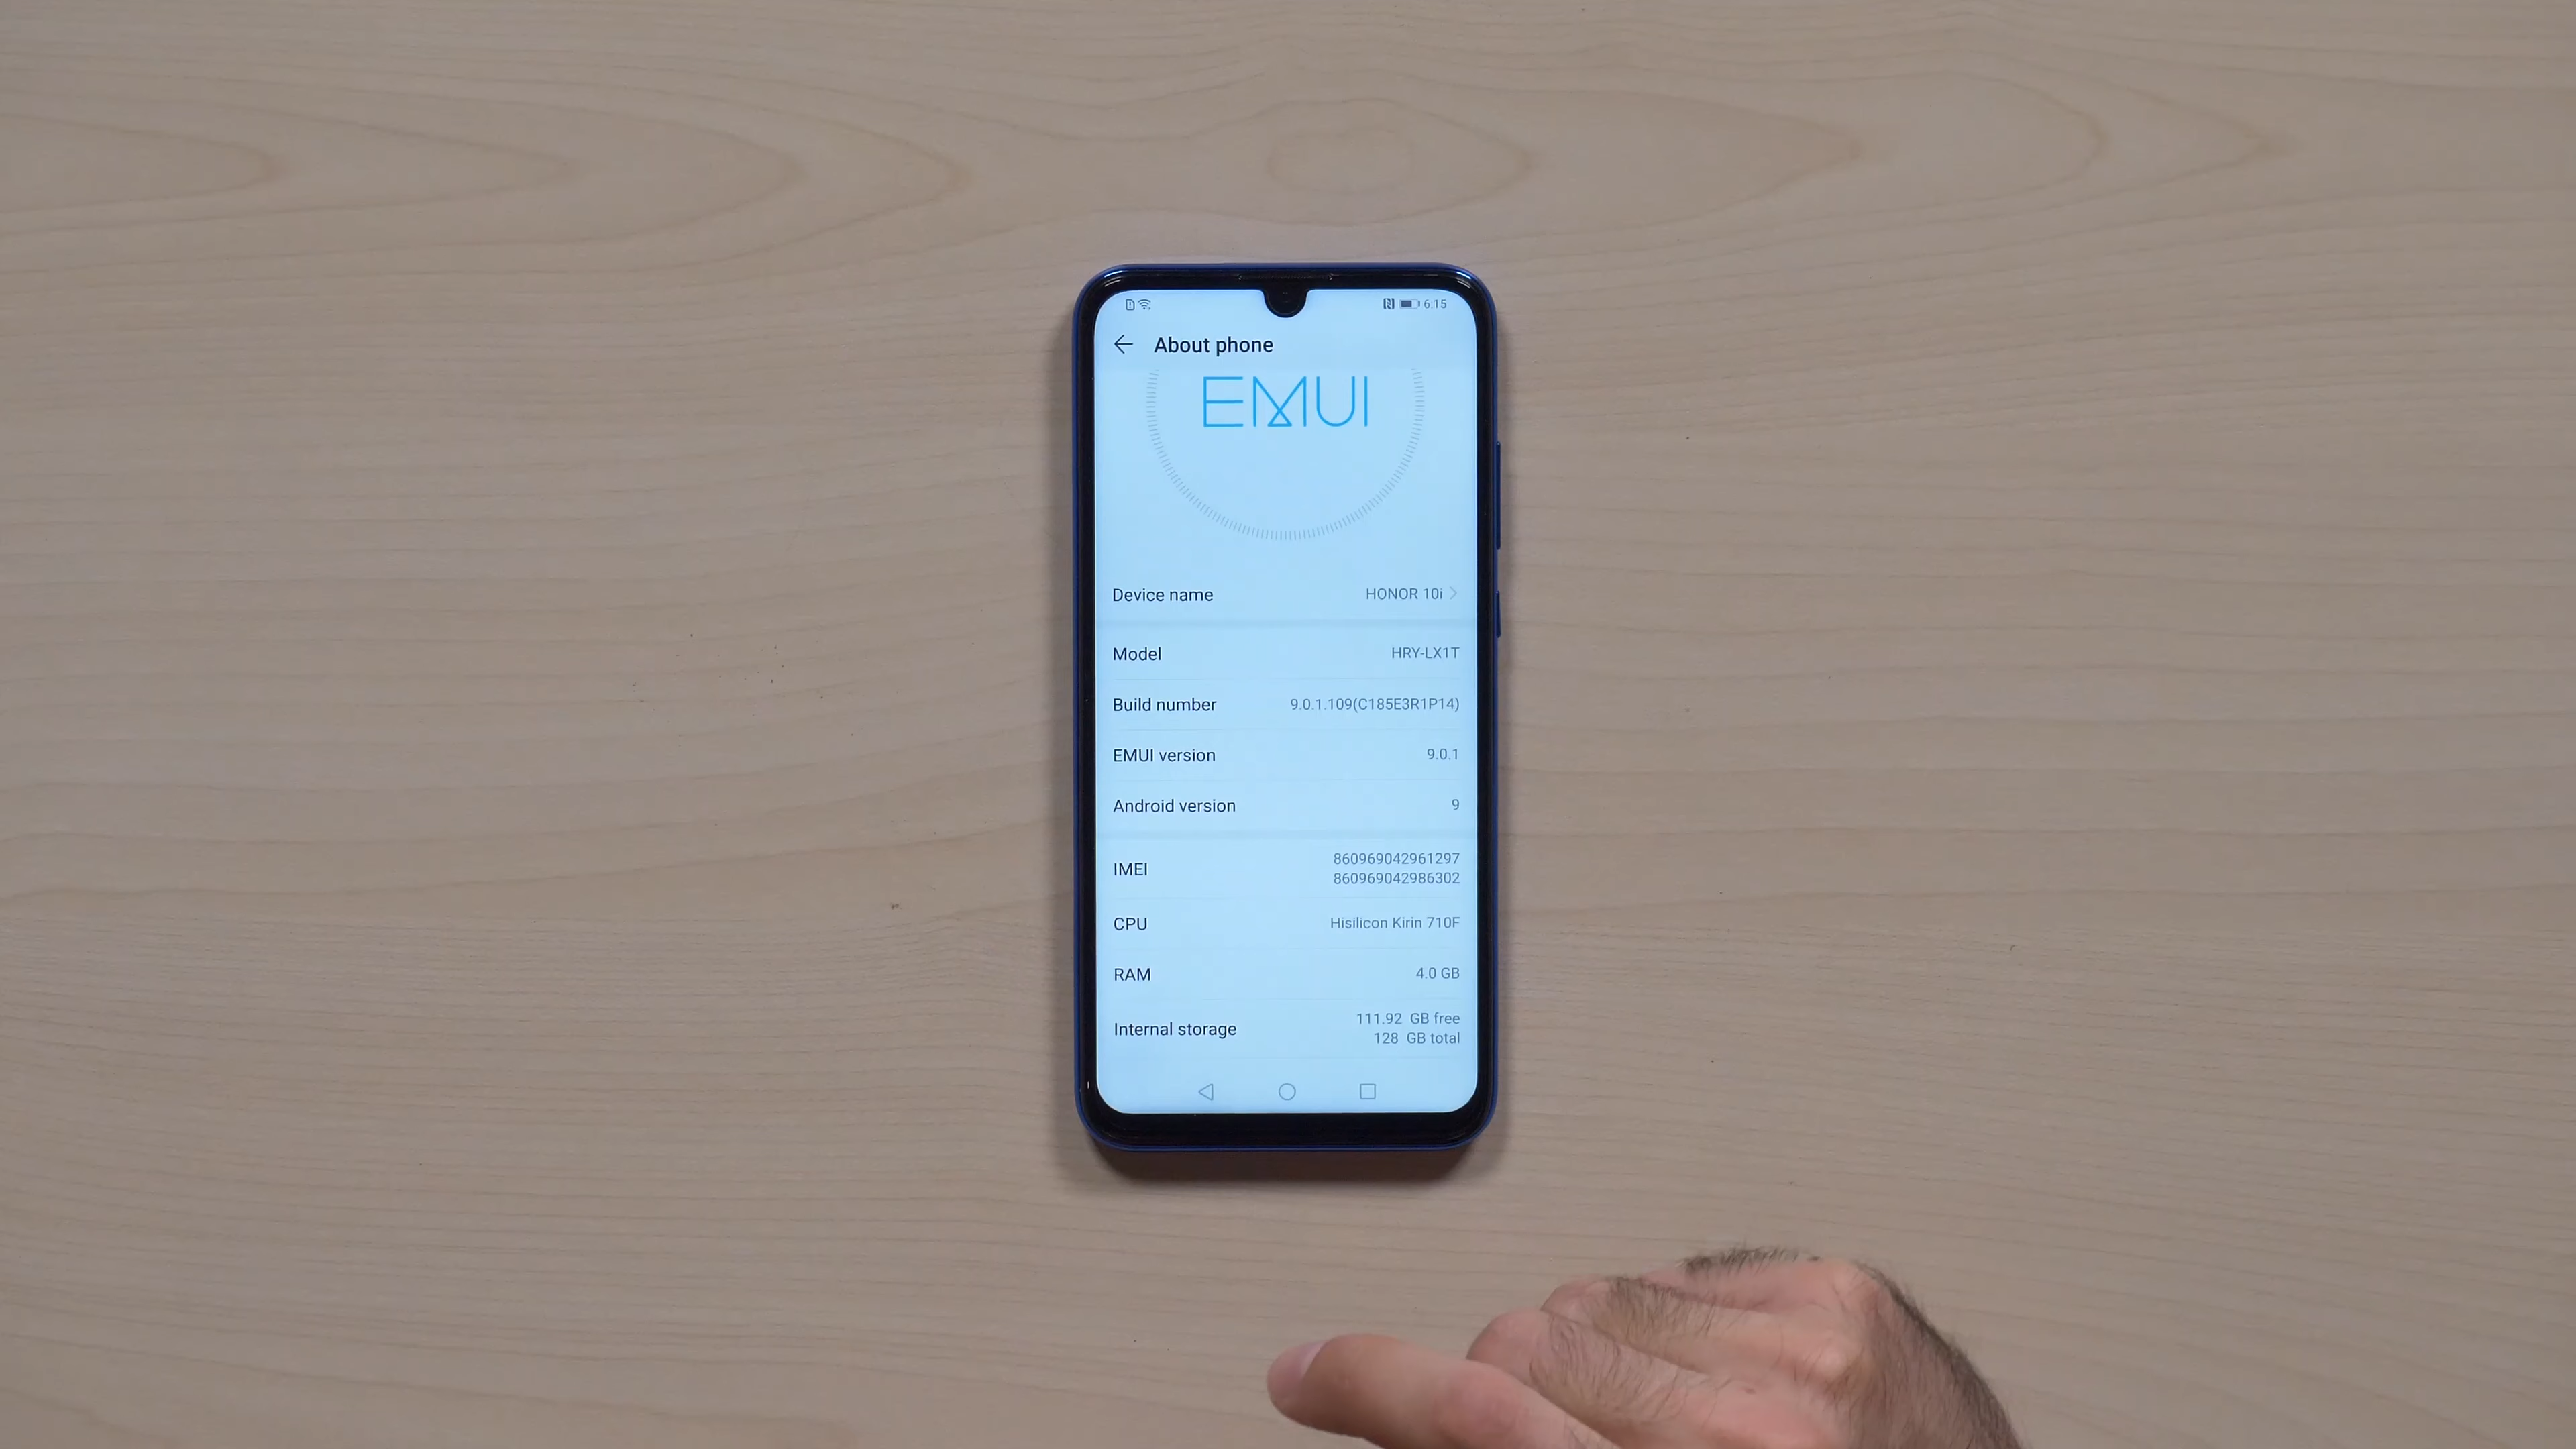 6:15
About phone
EMUI
Device name HONOR 10i
Model HRY-LX1T
Build number 9.0.1.109(C185E3R1P14)
EMUI version 9.0.1
Android version 9
IMEI 860969042961297
860969042986302
CPU Hisilicon Kirin 710F
RAM 4.0 GB
Internal storage 111.92 GB free
128 GB total